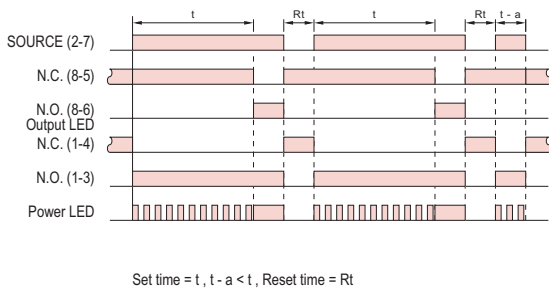 t Rt t Rt t - a
SOURCE (2-7)
N.C. (8-5)
N.O. (8-6)
Output LED
N.C. (1-4)
N.O. (1-3)
Power LED
Set time = t , t - a < t , Reset time = Rt